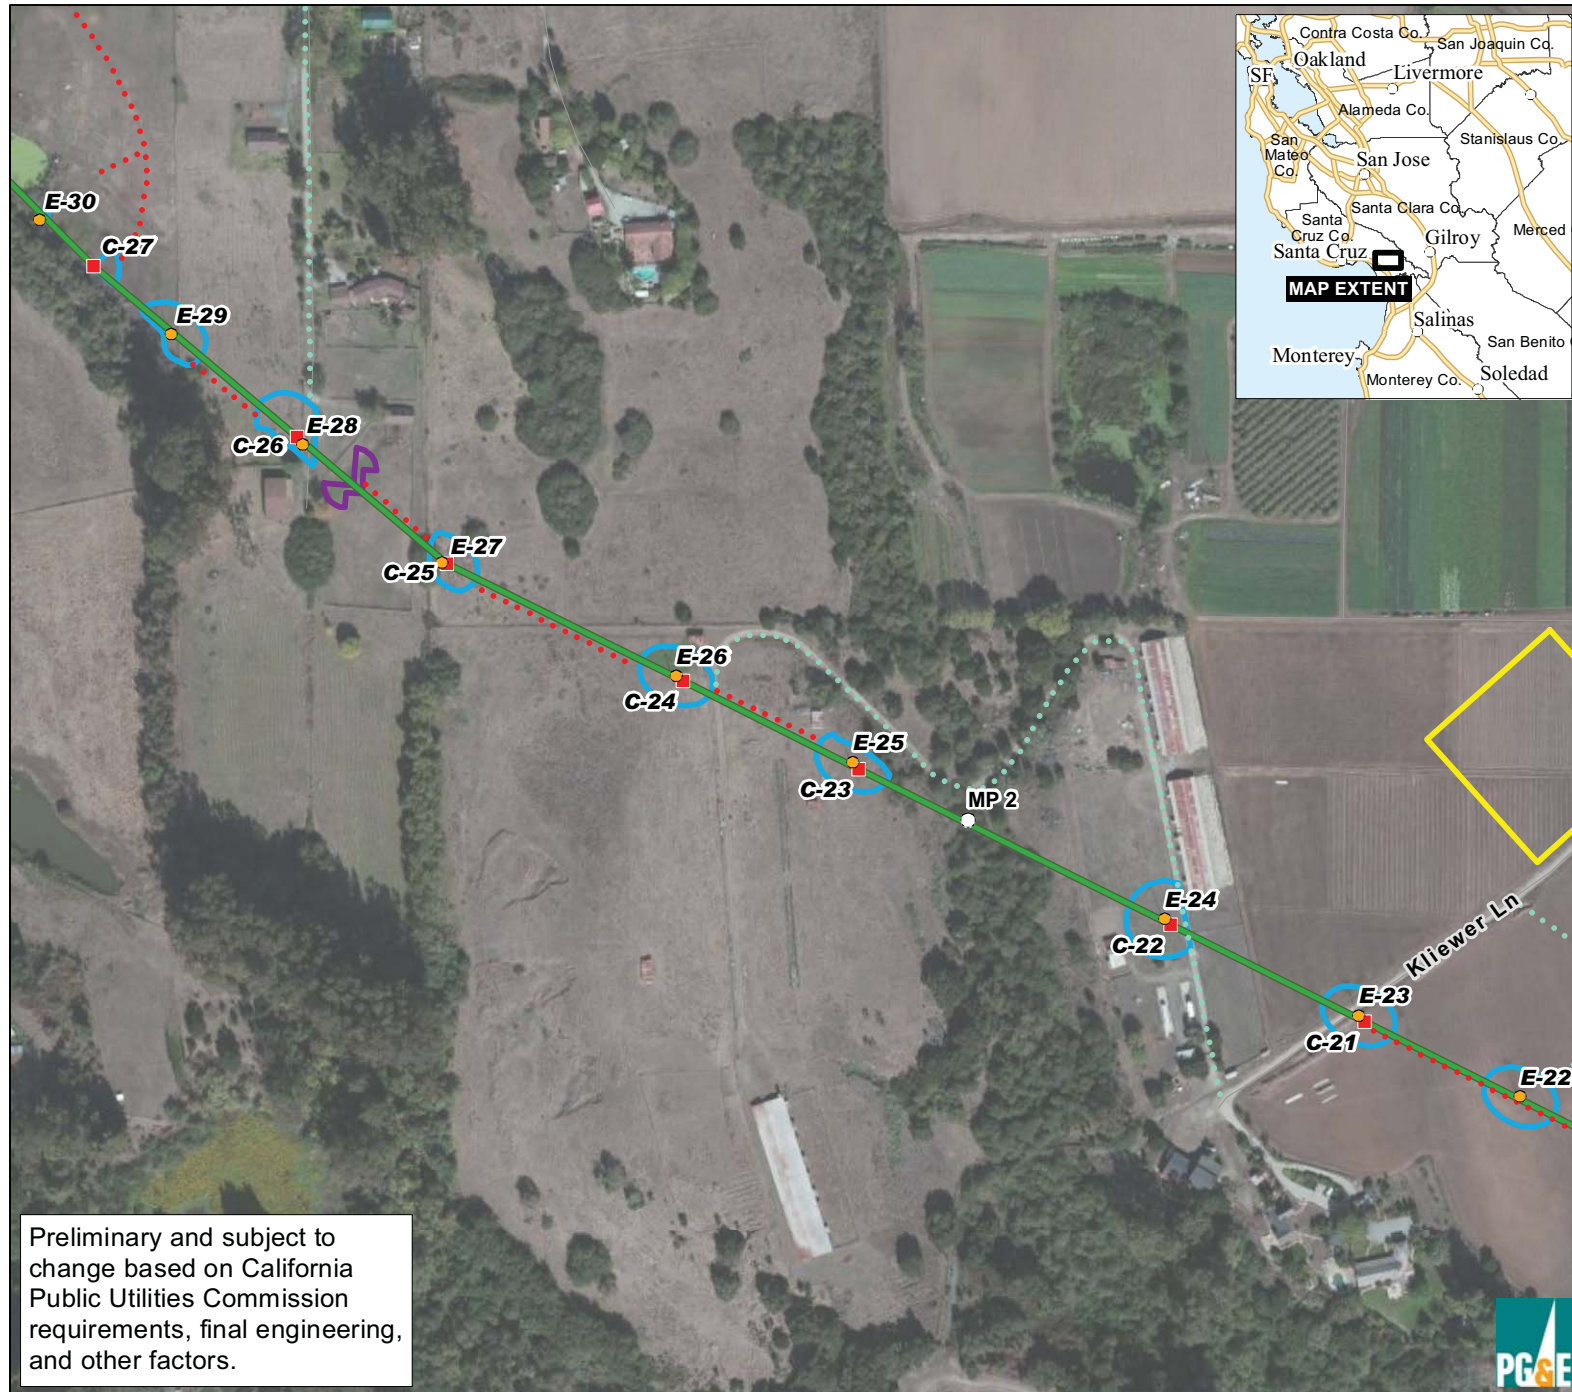 Contra Costa Co.
San Joaquin Co.
Oakland
SF
Livermore
Alameda Co.
Stanislaus Co.
San
Mateo
Co.
San Jose
Santa Clara Co.
Santa
Cruz Co.
Merced
Gilroy
Santa Cruz
MAP EXTENT
Salinas
San Benito
Monterey
Soledad
Monterey Co.
E-30
C-27
E-29
E-28
C-26
E-27
C-25
E-26
C-24
E-25
C-23
MP 2
E-24
C-22
Kliewer Ln
E-23
C-21
E-22
Preliminary and subject to
change based on California
Public Utilities Commission
requirements, final engineering,
and other factors.
PG&E